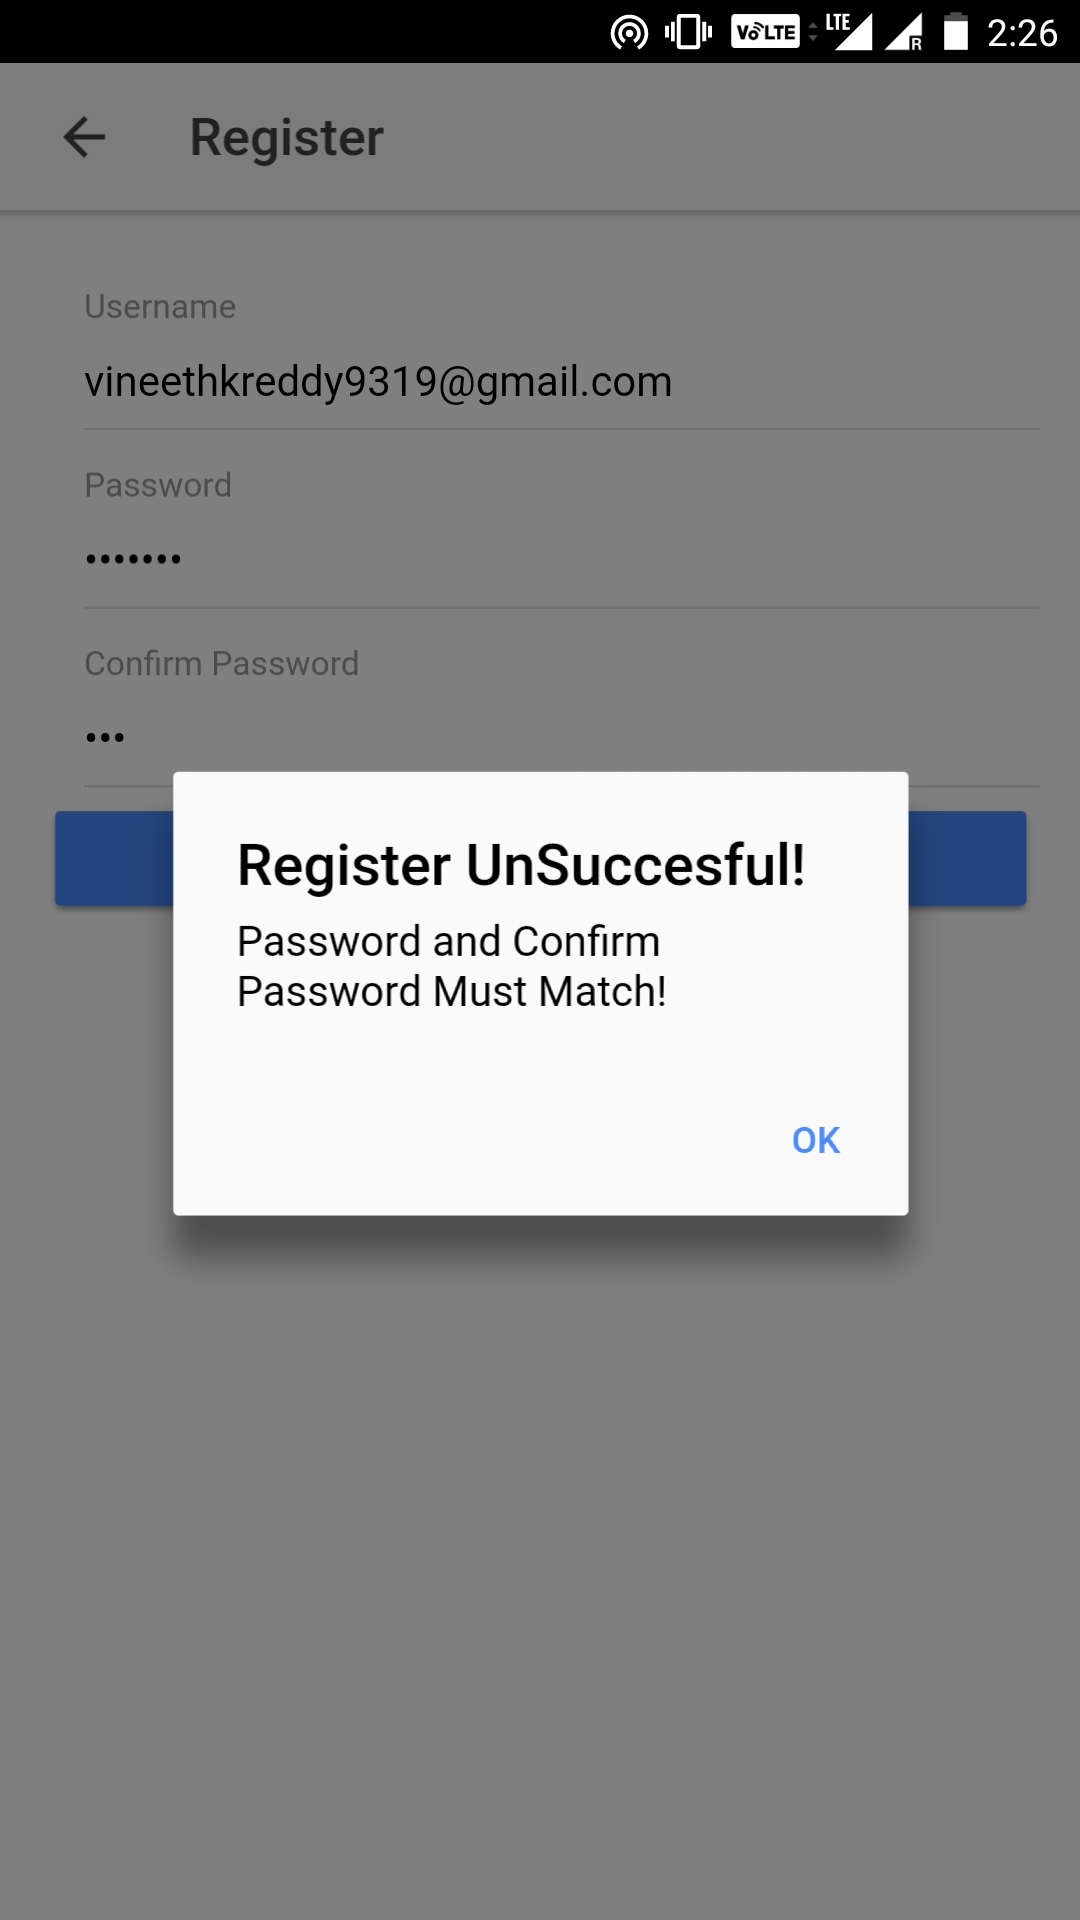 VoLTE LTE R 2:26
Register
Username
vineethkreddy9319@gmail.com
Password
•••••••
Confirm Password
•••
Register UnSuccesful!
Password and Confirm
Password Must Match!
OK